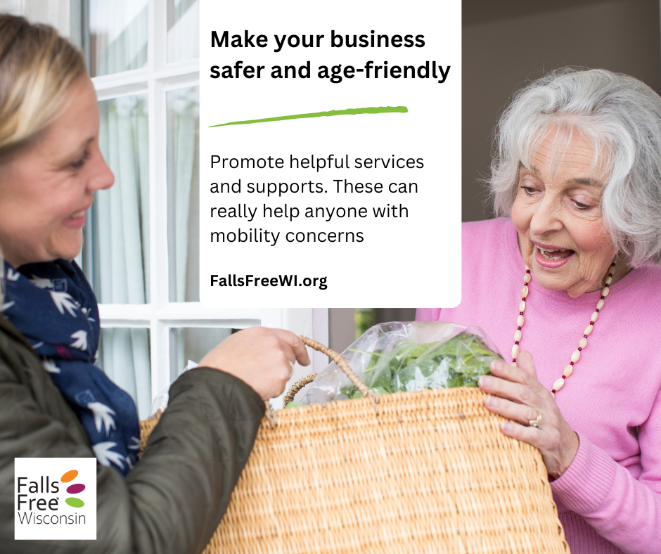 Make your business
safer and age-friendly
Promote helpful services
and supports. These can
really help anyone with
mobility concerns
FallsFreeWI.org
Falls
Free
Wisconsin